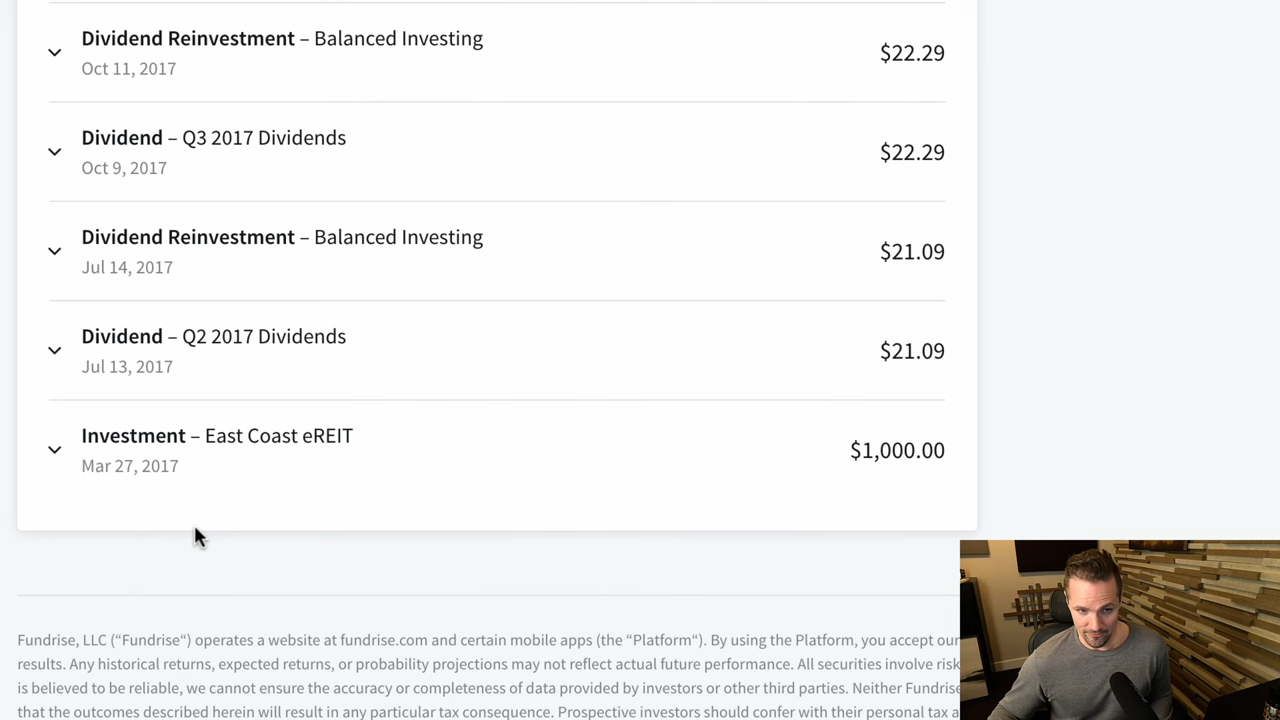 Dividend Reinvestment – Balanced Investing
Oct 11, 2017
$22.29
Dividend – Q3 2017 Dividends
Oct 9, 2017
$22.29
Dividend Reinvestment – Balanced Investing
Jul 14, 2017
$21.09
Dividend – Q2 2017 Dividends
Jul 13, 2017
$21.09
Investment – East Coast eREIT
Mar 27, 2017
$1,000.00
Fundrise, LLC (“Fundrise“) operates a website at fundrise.com and certain mobile apps (the “Platform“). By using the Platform, you accept our
results. Any historical returns, expected returns, or probability projections may not reflect actual future performance. All securities involve risk
is believed to be reliable, we cannot ensure the accuracy or completeness of data provided by investors or other third parties. Neither Fundrise
that the outcomes described herein will result in any particular tax consequence. Prospective investors should confer with their personal tax a